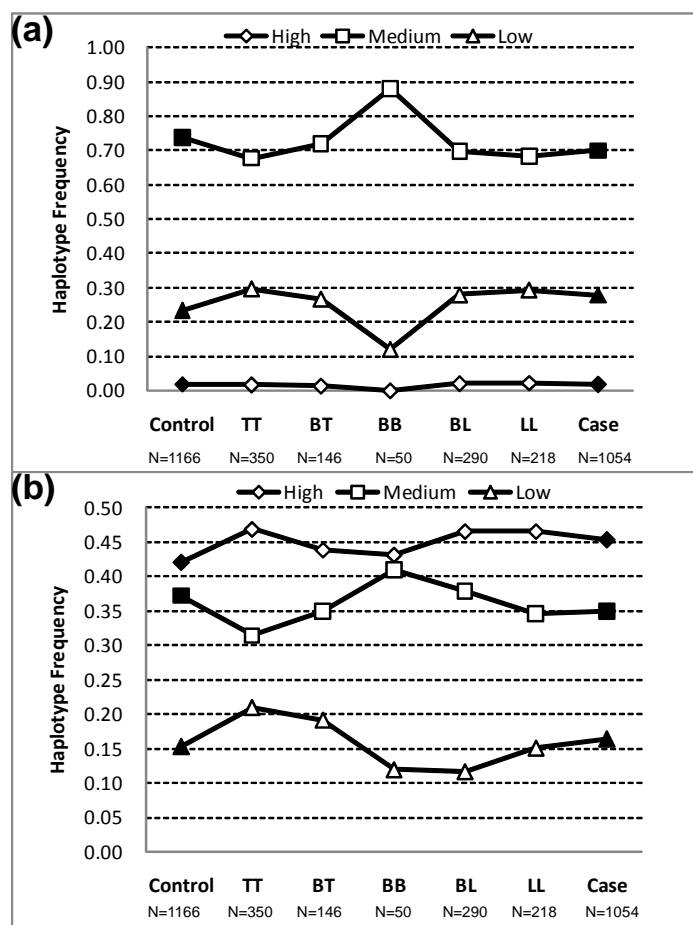 (a)
High Medium Low
1.00
0.90
0.80
0.70
0.60
0.50
0.40
0.30
0.20
0.10
0.00
Haplotype Frequency
Control TT BT BB BL LL Case
N=1166 N=350 N=146 N=50 N=290 N=218 N=1054
(b)
High Medium Low
0.50
0.45
0.40
0.35
0.30
0.25
0.20
0.15
0.10
0.05
0.00
Haplotype Frequency
Control TT BT BB BL LL Case
N=1166 N=350 N=146 N=50 N=290 N=218 N=1054